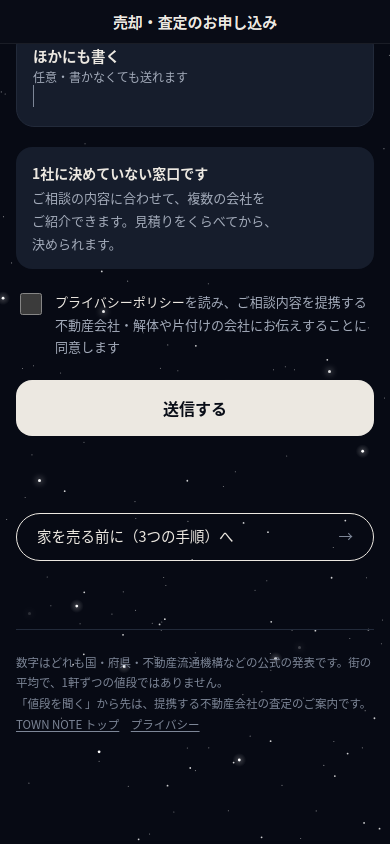 売却・査定のお申し込み
ほかにも書く
任意・書かなくても送れます
1社に決めていない窓口です
ご相談の内容に合わせて、複数の会社を
ご紹介できます。見積りをくらべてから、
決められます。
プライバシーポリシーを読み、ご相談内容を提携する
不動産会社・解体や片付けの会社にお伝えすることに
同意します
送信する
家を売る前に（3つの手順）へ →
数字はどれも国・府県・不動産流通機構などの公式の発表です。街の
平均で、1軒ずつの値段ではありません。
「値段を聞く」から先は、提携する不動産会社の査定のご案内です。
TOWN NOTE トップ プライバシー